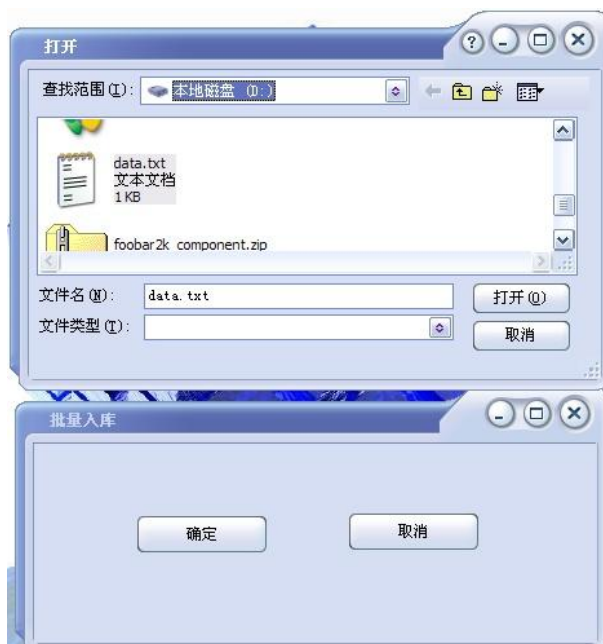 打开
查找范围(I): 本地磁盘 (D:)
data.txt
文本文档
1 KB
foobar2k_component.zip
文件名(N): data.txt 打开(O)
文件类型(T): 取消
批量入库
确定 取消